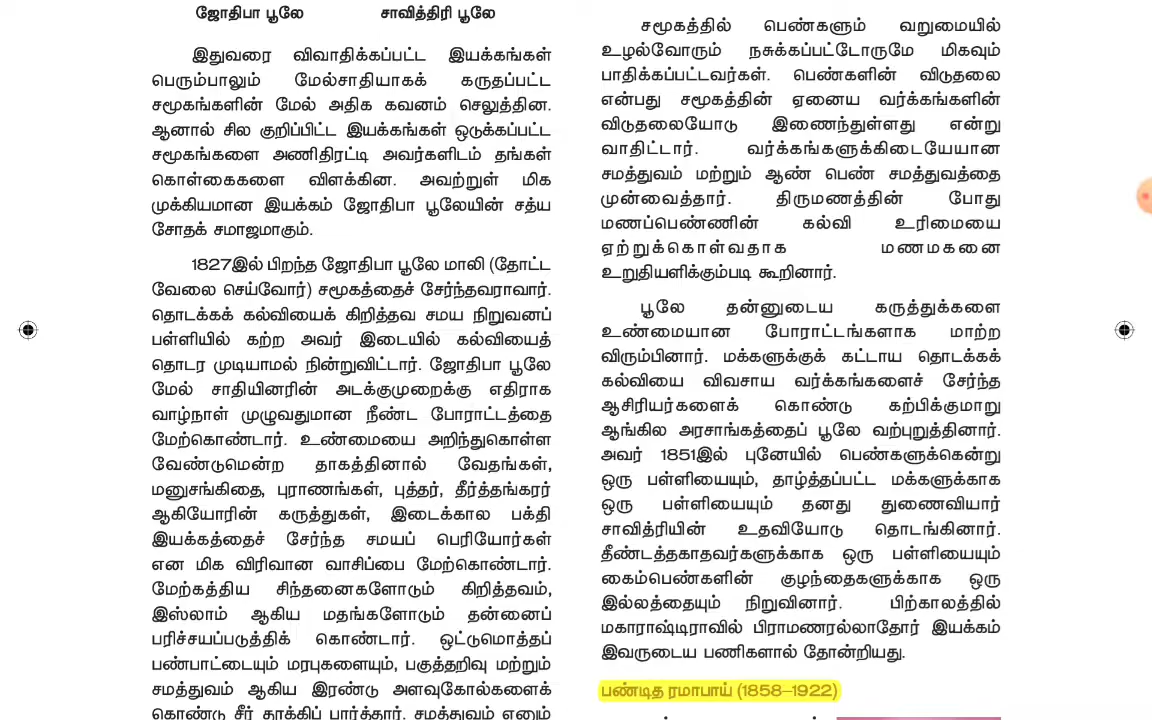 ஜோதிபா பூலே சாவித்திரி பூலே
இதுவரை விவாதிக்கப்பட்ட இயக்கங்கள்
பெரும்பாலும் மேல்சாதியாகக் கருதப்பட்ட
சமூகங்களின் மேல் அதிக கவனம் செலுத்தின.
ஆனால் சில குறிப்பிட்ட இயக்கங்கள் ஒடுக்கப்பட்ட
சமூகங்களை அணிதிரட்டி அவர்களிடம் தங்கள்
கொள்கைகளை விளக்கின. அவற்றுள் மிக
முக்கியமான இயக்கம் ஜோதிபா பூலேயின் சத்ய
சோதக் சமாஜமாகும்.
1827இல் பிறந்த ஜோதிபா பூலே மாலி (தோட்ட
வேலை செய்வோர்) சமூகத்தைச் சேர்ந்தவராவார்.
தொடக்கக் கல்வியைக் கிறித்தவ சமய நிறுவனப்
பள்ளியில் கற்ற அவர் இடையில் கல்வியைத்
தொடர முடியாமல் நின்றுவிட்டார். ஜோதிபா பூலே
மேல் சாதியினரின் அடக்குமுறைக்கு எதிராக
வாழ்நாள் முழுவதுமான நீண்ட போராட்டத்தை
மேற்கொண்டார். உண்மையை அறிந்துகொள்ள
வேண்டுமென்ற தாகத்தினால் வேதங்கள்,
மனுசங்கிதை, புராணங்கள், புத்தர், தீர்த்தங்கரர்
ஆகியோரின் கருத்துகள், இடைக்கால பக்தி
இயக்கத்தைச் சேர்ந்த சமயப் பெரியோர்கள்
என மிக விரிவான வாசிப்பை மேற்கொண்டார்.
மேற்கத்திய சிந்தனைகளோடும் கிறித்தவம்,
இஸ்லாம் ஆகிய மதங்களோடும் தன்னைப்
பரிச்சயப்படுத்திக் கொண்டார். ஒட்டுமொத்தப்
பண்பாட்டையும் மரபுகளையும், பகுத்தறிவு மற்றும்
சமத்துவம் ஆகிய இரண்டு அளவுகோல்களைக்
கொண்டு சீர் தூக்கிப் பார்த்தார். சமத்துவம் எனும்
சமூகத்தில் பெண்களும் வறுமையில்
உழல்வோரும் நசுக்கப்பட்டோருமே மிகவும்
பாதிக்கப்பட்டவர்கள். பெண்களின் விடுதலை
என்பது சமூகத்தின் ஏனைய வர்க்கங்களின்
விடுதலையோடு இணைந்துள்ளது என்று
வாதிட்டார். வர்க்கங்களுக்கிடையேயான
சமத்துவம் மற்றும் ஆண் பெண் சமத்துவத்தை
முன்வைத்தார். திருமணத்தின் போது
மணப்பெண்ணின் கல்வி உரிமையை
ஏற்றுக்கொள்வதாக மணமகனை
உறுதியளிக்கும்படி கூறினார்.
பூலே தன்னுடைய கருத்துக்களை
உண்மையான போராட்டங்களாக மாற்ற
விரும்பினார். மக்களுக்குக் கட்டாய தொடக்கக்
கல்வியை விவசாய வர்க்கங்களைச் சேர்ந்த
ஆசிரியர்களைக் கொண்டு கற்பிக்குமாறு
ஆங்கில அரசாங்கத்தைப் பூலே வற்புறுத்தினார்.
அவர் 1851இல் புனேயில் பெண்களுக்கென்று
ஒரு பள்ளியையும், தாழ்த்தப்பட்ட மக்களுக்காக
ஒரு பள்ளியையும் தனது துணைவியார்
சாவித்ரியின் உதவியோடு தொடங்கினார்.
தீண்டத்தகாதவர்களுக்காக ஒரு பள்ளியையும்
கைம்பெண்களின் குழந்தைகளுக்காக ஒரு
இல்லத்தையும் நிறுவினார். பிற்காலத்தில்
மகாராஷ்டிராவில் பிராமணரல்லாதோர் இயக்கம்
இவருடைய பணிகளால் தோன்றியது.
பண்டித ரமாபாய் (1858–1922)